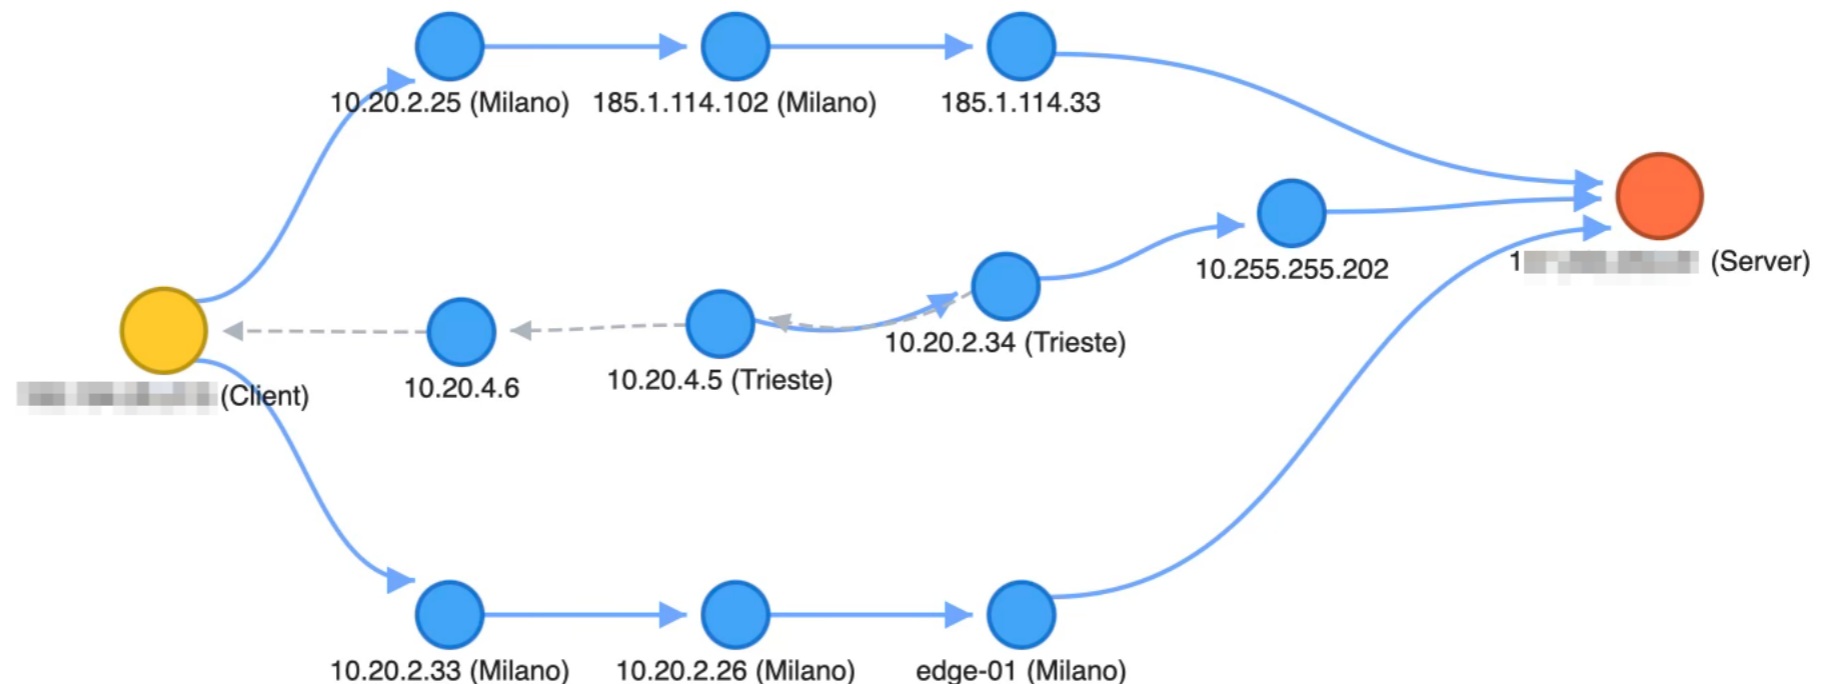 10.20.2.25 (Milano)
185.1.114.102 (Milano)
185.1.114.33
10.255.255.202
(Server)
10.20.2.34 (Trieste)
10.20.4.5 (Trieste)
10.20.4.6
(Client)
10.20.2.33 (Milano)
10.20.2.26 (Milano)
edge-01 (Milano)